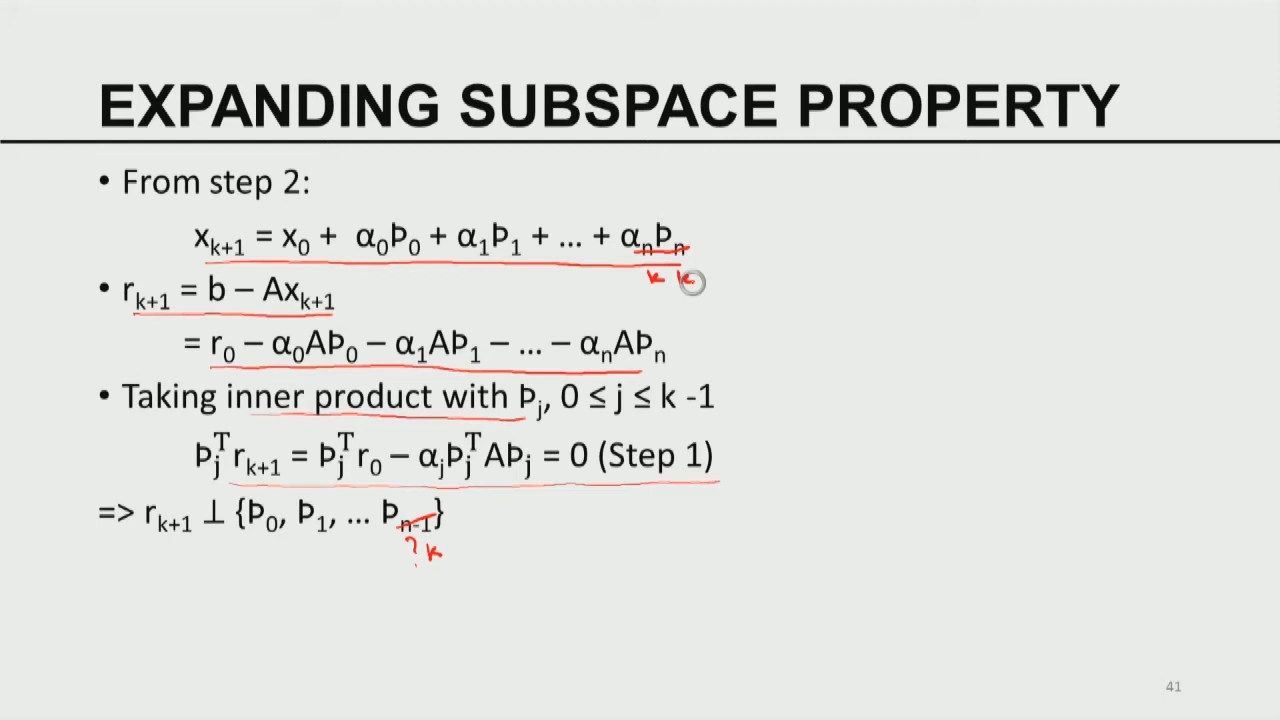 EXPANDING SUBSPACE PROPERTY
• From step 2:
xₖ₊₁ = x₀ + α₀Þ₀ + α₁Þ₁ + ... + αₙÞₙ
k k
• rₖ₊₁ = b – Axₖ₊₁
= r₀ – α₀AÞ₀ – α₁AÞ₁ – ... – αₙAÞₙ
• Taking inner product with Þⱼ, 0 ≤ j ≤ k -1
Þⱼᵀrₖ₊₁ = Þⱼᵀr₀ – αⱼÞⱼᵀAÞⱼ = 0 (Step 1)
=> rₖ₊₁ ⊥ {Þ₀, Þ₁, ... Þₙ₋₁}
? k
41